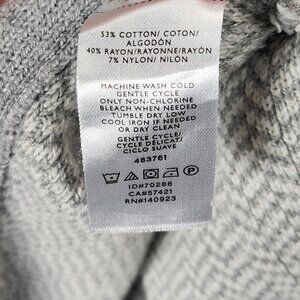 53% COTTON/ COTON/
ALGODÓN
40% RAYON/RAYONNE/RAYÓN
7% NYLON/ NILÓN
MACHINE WASH COLD
GENTLE CYCLE
ONLY NON-CHLORINE
BLEACH WHEN NEEDED
TUMBLE DRY LOW
COOL IRON IF NEEDED
OR DRY CLEAN
GENTLE CYCLE/
CYCLE DÉLICAT/
CICLO SUAVE
483761
P
ID#70288
CA#57421
RN#140923